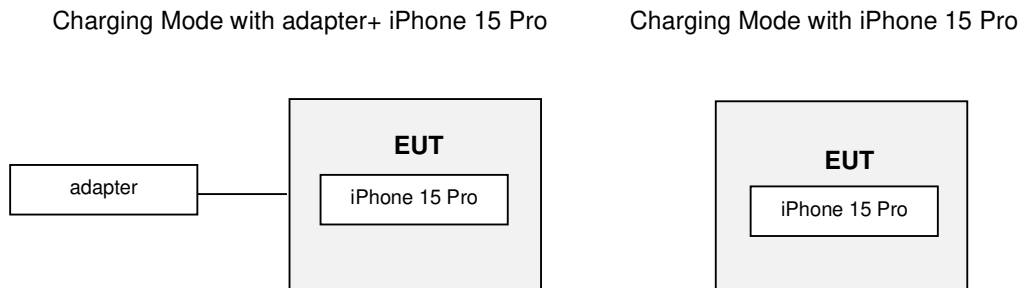 Charging Mode with adapter+ iPhone 15 Pro
Charging Mode with iPhone 15 Pro
EUT
adapter
iPhone 15 Pro
EUT
iPhone 15 Pro